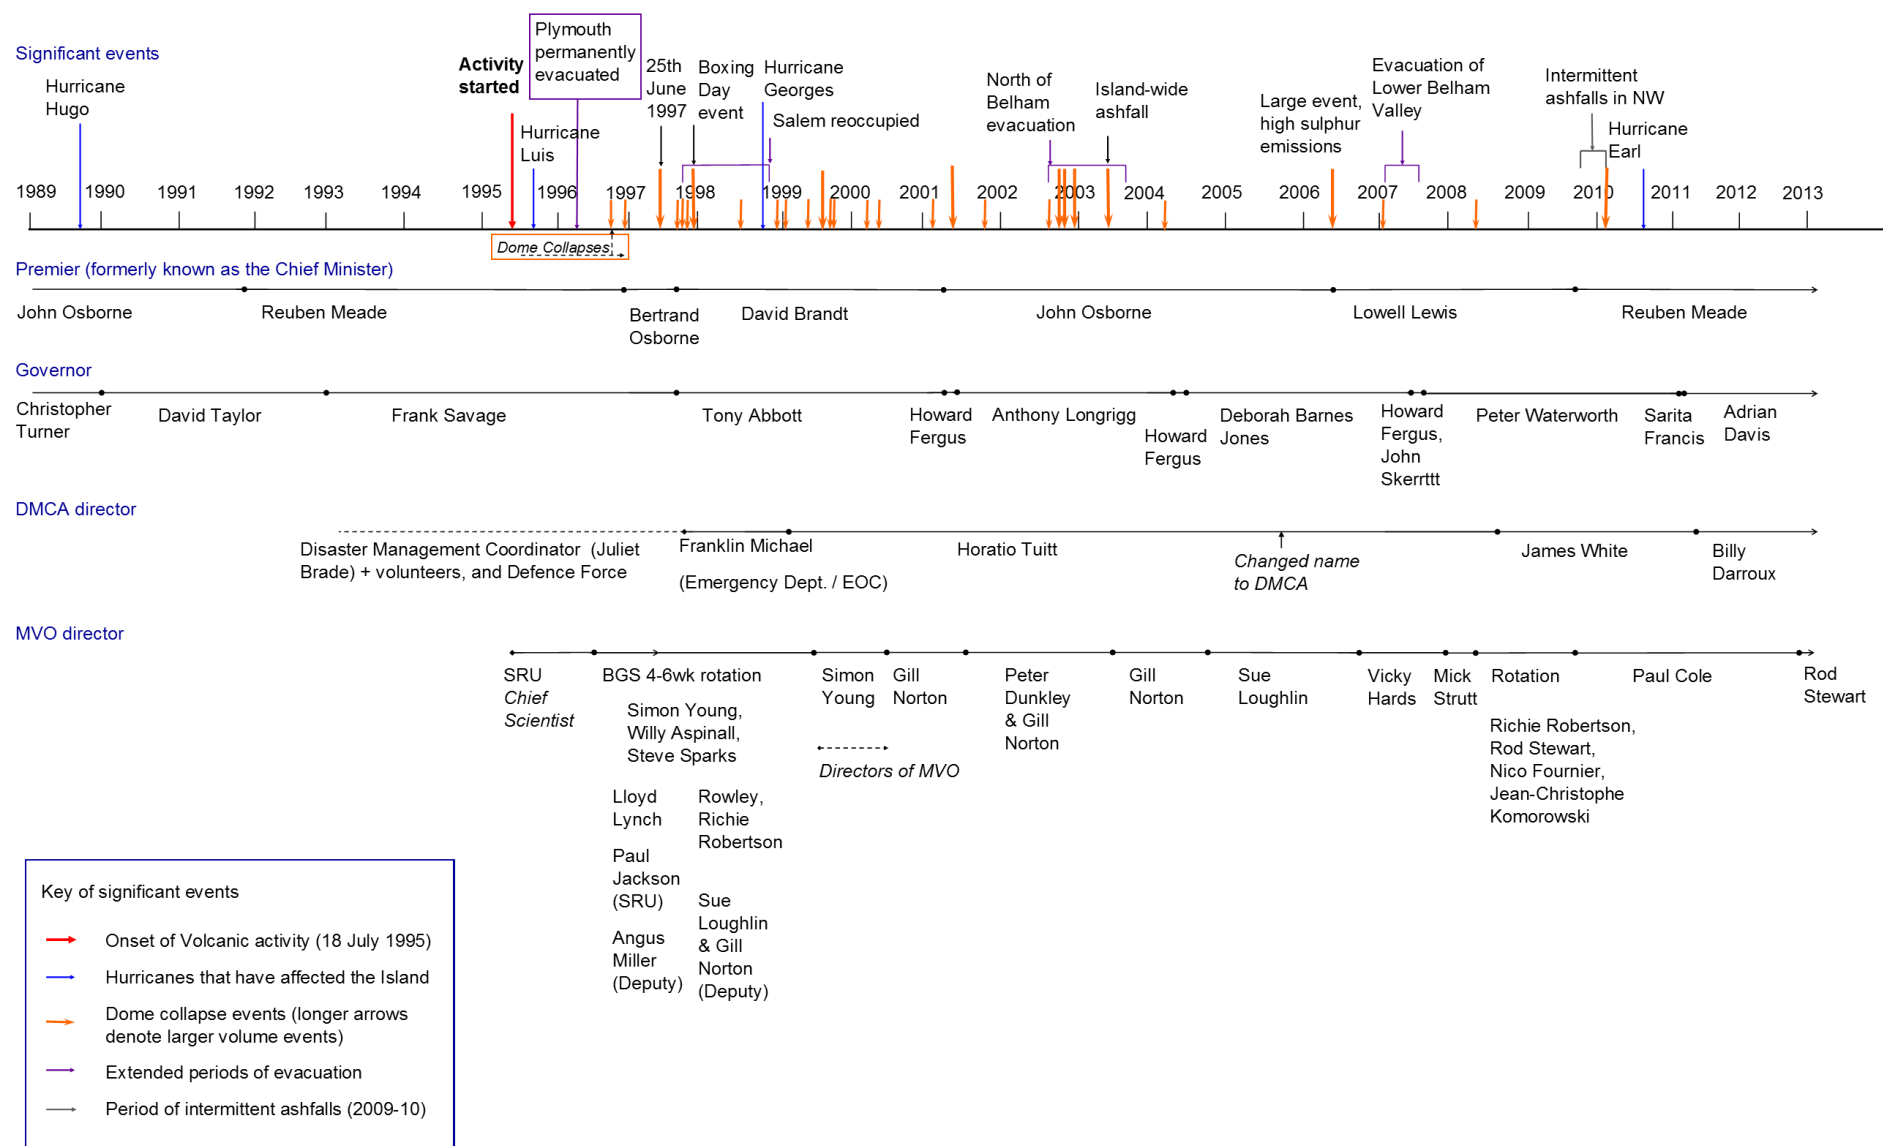 Significant events
Hurricane
Hugo
Activity
started
Plymouth
permanently
evacuated
Hurricane
Luis
25th
June
1997
Boxing
Day
event
Hurricane
Georges
Salem reoccupied
North of
Belham
evacuation
Island-wide
ashfall
Large event,
high sulphur
emissions
Evacuation of
Lower Belham
Valley
Intermittent
ashfalls in NW
Hurricane
Earl
1989 1990 1991 1992 1993 1994 1995 1996 1997 1998 1999 2000 2001 2002 2003 2004 2005 2006 2007 2008 2009 2010 2011 2012 2013
Dome Collapses
Premier (formerly known as the Chief Minister)
John Osborne
Reuben Meade
Bertrand
Osborne
David Brandt
John Osborne
Lowell Lewis
Reuben Meade
Governor
Christopher
Turner
David Taylor
Frank Savage
Tony Abbott
Howard
Fergus
Anthony Longrigg
Howard
Fergus
Deborah Barnes
Jones
Howard
Fergus,
John
Skerrttt
Peter Waterworth
Sarita
Francis
Adrian
Davis
DMCA director
Disaster Management Coordinator (Juliet
Brade) + volunteers, and Defence Force
Franklin Michael
(Emergency Dept. / EOC)
Horatio Tuitt
Changed name
to DMCA
James White
Billy
Darroux
MVO director
SRU
Chief
Scientist
BGS 4-6wk rotation
Simon Young,
Willy Aspinall,
Steve Sparks
Lloyd
Lynch
Paul
Jackson
(SRU)
Angus
Miller
(Deputy)
Rowley,
Richie
Robertson
Sue
Loughlin
& Gill
Norton
(Deputy)
Simon
Young
Gill
Norton
Directors of MVO
Peter
Dunkley
& Gill
Norton
Gill
Norton
Sue
Loughlin
Vicky
Hards
Mick
Strutt
Rotation
Richie Robertson,
Rod Stewart,
Nico Fournier,
Jean-Christophe
Komorowski
Paul Cole
Rod
Stewart
Key of significant events
Onset of Volcanic activity (18 July 1995)
Hurricanes that have affected the Island
Dome collapse events (longer arrows
denote larger volume events)
Extended periods of evacuation
Period of intermittent ashfalls (2009-10)